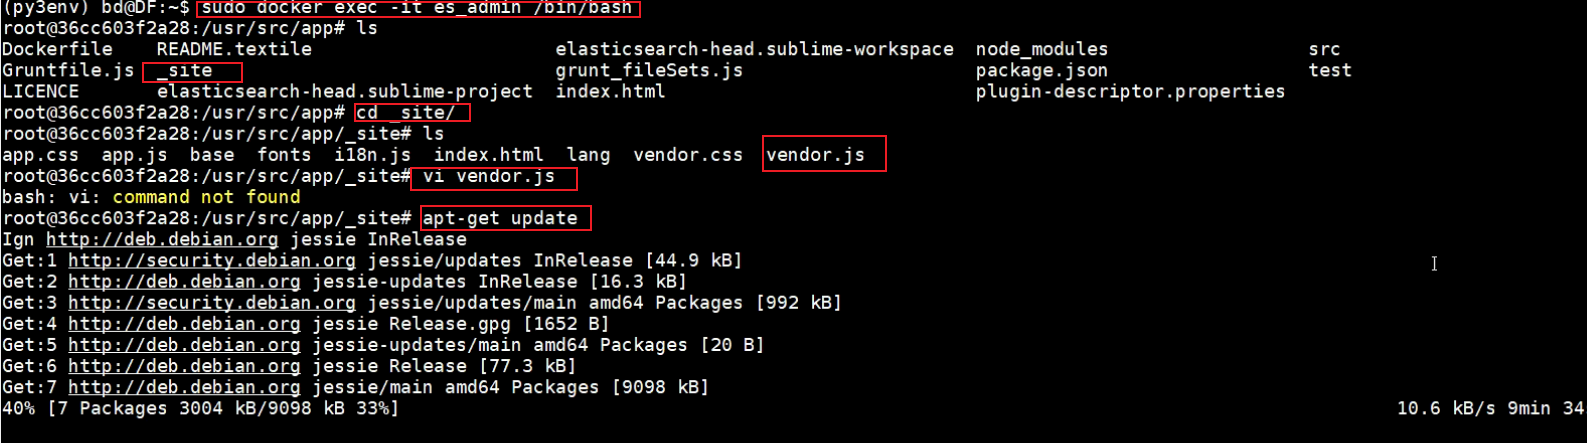 (py3env) bd@DF:~$ sudo docker exec -it es_admin /bin/bash
root@36cc603f2a28:/usr/src/app# ls
Dockerfile    README.textile                      elasticsearch-head.sublime-workspace  node_modules                  src
Gruntfile.js  _site                               grunt_fileSets.js                     package.json                  test
LICENCE       elasticsearch-head.sublime-project  index.html                            plugin-descriptor.properties
root@36cc603f2a28:/usr/src/app# cd _site/
root@36cc603f2a28:/usr/src/app/_site# ls
app.css  app.js  base  fonts  i18n.js  index.html  lang  vendor.css  vendor.js
root@36cc603f2a28:/usr/src/app/_site# vi vendor.js
bash: vi: command not found
root@36cc603f2a28:/usr/src/app/_site# apt-get update
Ign http://deb.debian.org jessie InRelease
Get:1 http://security.debian.org jessie/updates InRelease [44.9 kB]
Get:2 http://deb.debian.org jessie-updates InRelease [16.3 kB]
Get:3 http://security.debian.org jessie/updates/main amd64 Packages [992 kB]
Get:4 http://deb.debian.org jessie Release.gpg [1652 B]
Get:5 http://deb.debian.org jessie-updates/main amd64 Packages [20 B]
Get:6 http://deb.debian.org jessie Release [77.3 kB]
Get:7 http://deb.debian.org jessie/main amd64 Packages [9098 kB]
40% [7 Packages 3004 kB/9098 kB 33%]                                                   10.6 kB/s 9min 34